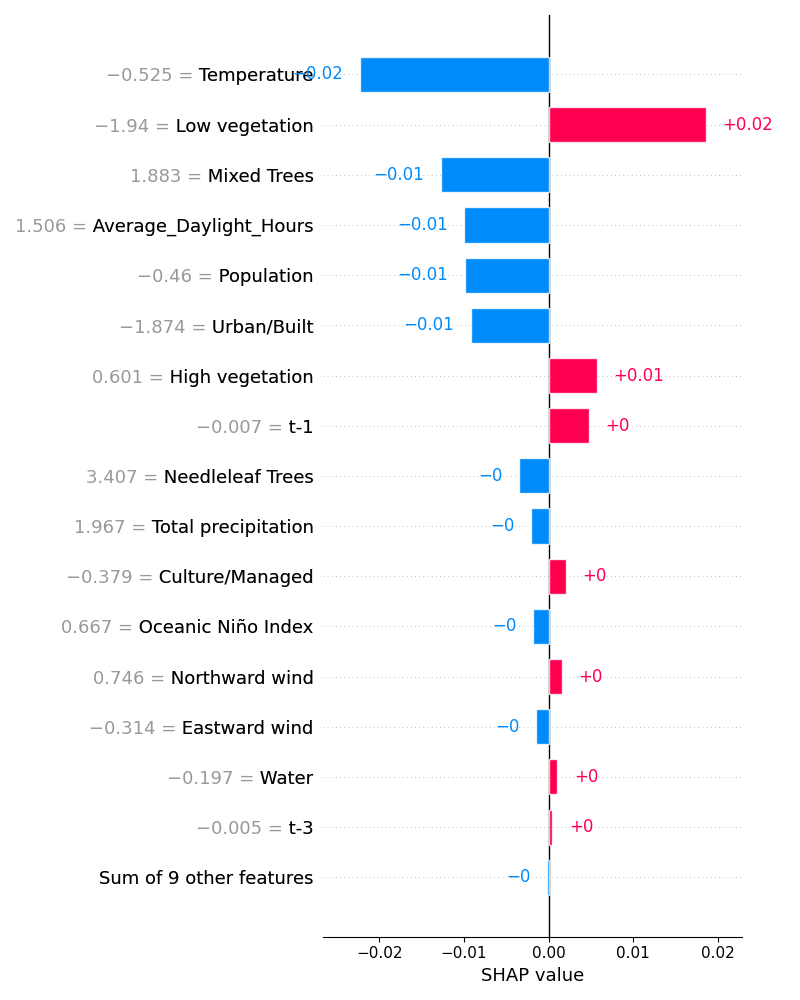 −0.525 = Temperature −0.02
−1.94 = Low vegetation +0.02
1.883 = Mixed Trees −0.01
1.506 = Average_Daylight_Hours −0.01
−0.46 = Population −0.01
−1.874 = Urban/Built −0.01
0.601 = High vegetation +0.01
−0.007 = t-1 +0
3.407 = Needleleaf Trees −0
1.967 = Total precipitation −0
−0.379 = Culture/Managed +0
0.667 = Oceanic Niño Index −0
0.746 = Northward wind +0
−0.314 = Eastward wind −0
−0.197 = Water +0
−0.005 = t-3 +0
Sum of 9 other features −0
−0.02 −0.01 0.00 0.01 0.02
SHAP value